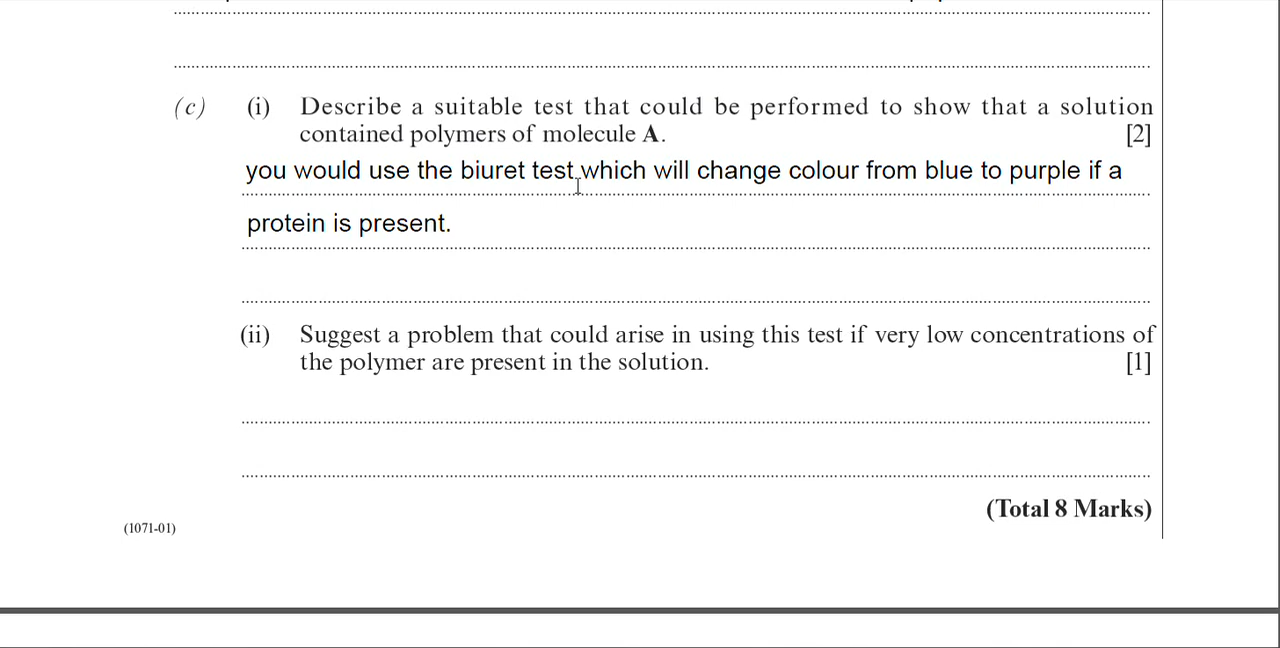 (c) (i) Describe a suitable test that could be performed to show that a solution
contained polymers of molecule A. [2]
you would use the biuret test which will change colour from blue to purple if a
protein is present.
(ii) Suggest a problem that could arise in using this test if very low concentrations of
the polymer are present in the solution. [1]
(Total 8 Marks)
(1071-01)